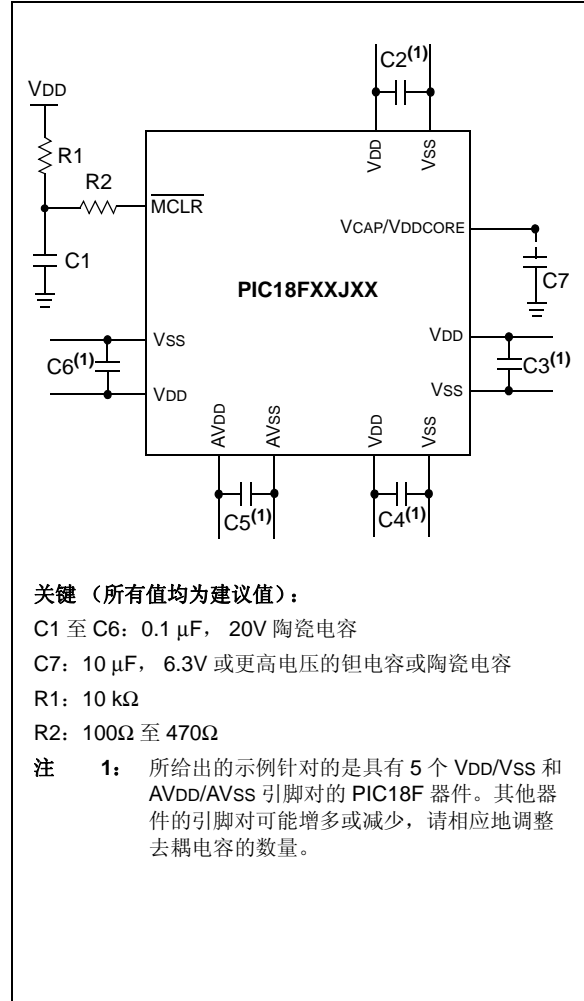 C2(1)
VDD
VDD
VSS
R1
R2
MCLR
VCAP/VDDCORE
C1
C7
PIC18FXXJXX
VSS
VDD
C6(1)
C3(1)
VDD
VSS
AVDD
AVSS
VDD
VSS
C5(1)
C4(1)
关键 （所有值均为建议值）：
C1 至 C6：0.1 μF， 20V 陶瓷电容
C7：10 μF， 6.3V 或更高电压的钽电容或陶瓷电容
R1：10 kΩ
R2：100Ω 至 470Ω
注 1： 所给出的示例针对的是具有 5 个 VDD/VSS 和
AVDD/AVSS 引脚对的 PIC18F 器件。其他器
件的引脚对可能增多或减少，请相应地调整
去耦电容的数量。